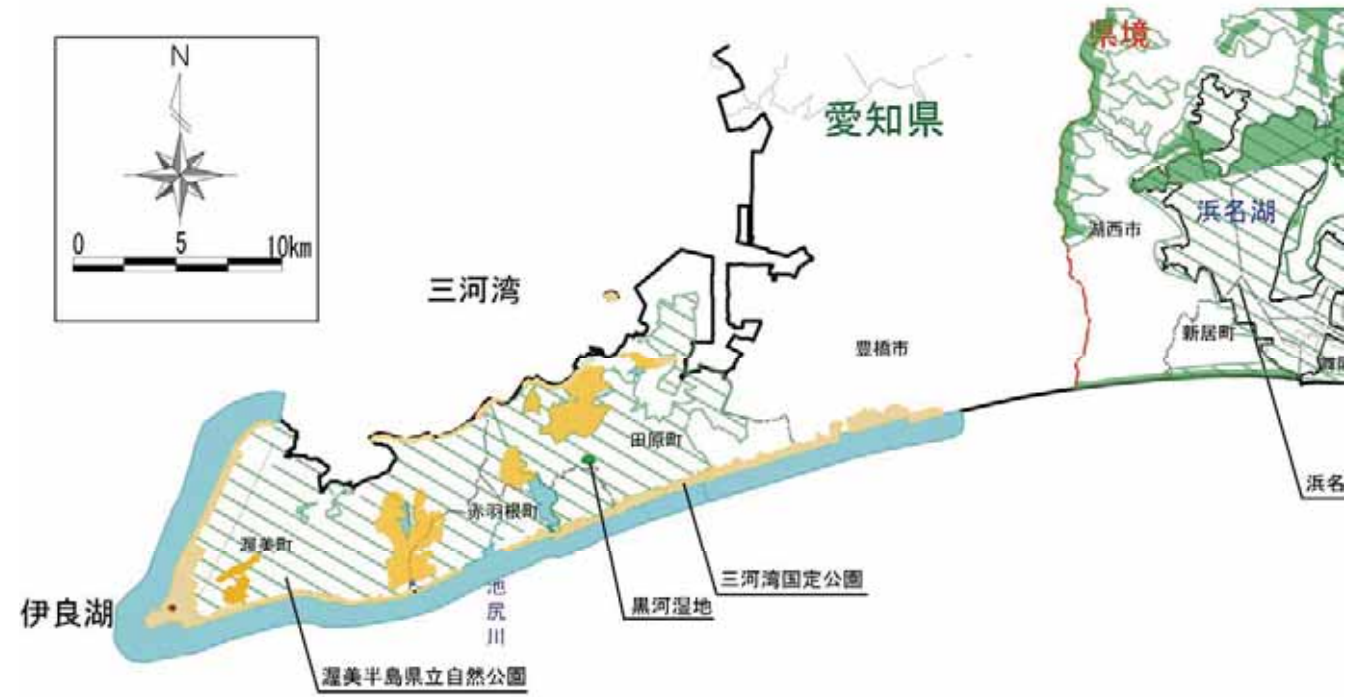 N
0 5 10km
県境
愛知県
浜名湖
湖西市
三河湾
新居町
豊橋市
田原町
浜名
赤羽根町
渥美町
三河湾国定公園
池尻川
黒河湿地
伊良湖
渥美半島県立自然公園